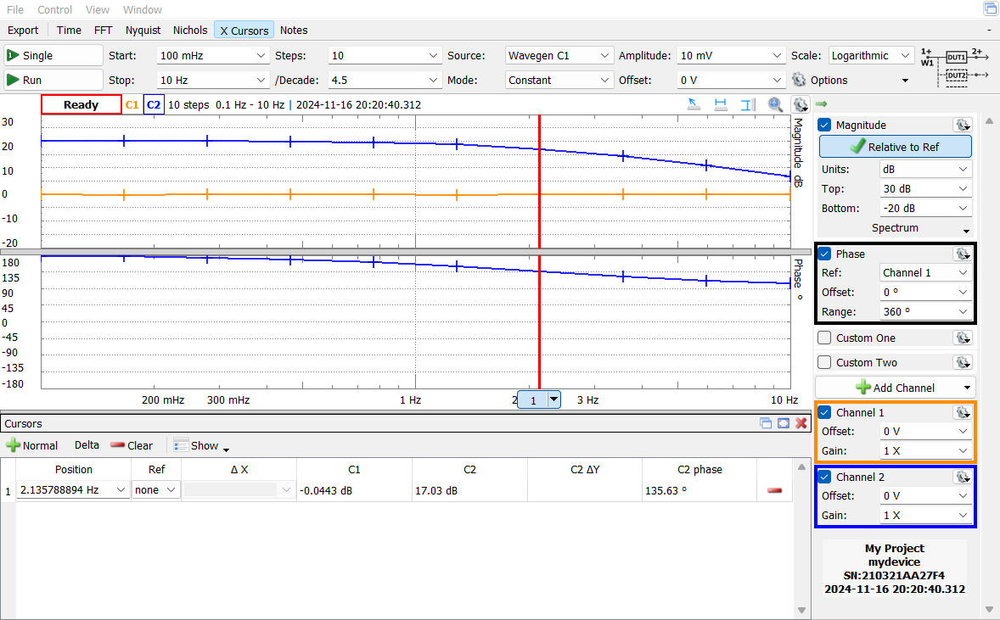 File Control View Window
Export Time FFT Nyquist Nichols X Cursors Notes -
Single Start: 100 mHz Steps: 10 Source: Wavegen C1 Amplitude: 10 mV Scale: Logarithmic
Run Stop: 10 Hz /Decade: 4.5 Mode: Constant Offset: 0 V Options
1+ W1 DUT1 2+
DUT2
Ready C1 C2 10 steps 0.1 Hz - 10 Hz | 2024-11-16 20:20:40.312
30
20
10
0
-10
-20
Magnitude dB
180
135
90
45
0
-45
-90
-135
-180
Phase °
200 mHz 300 mHz 1 Hz 2 1 3 Hz 10 Hz
Cursors
Normal Delta Clear Show
Position Ref Δ X C1 C2 C2 ΔY C2 phase
1 2.135788894 Hz none -0.0443 dB 17.03 dB 135.63 °
Magnitude
Relative to Ref
Units: dB
Top: 30 dB
Bottom: -20 dB
Spectrum
Phase
Ref: Channel 1
Offset: 0 °
Range: 360 °
Custom One
Custom Two
Add Channel
Channel 1
Offset: 0 V
Gain: 1 X
Channel 2
Offset: 0 V
Gain: 1 X
My Project
mydevice
SN:210321AA27F4
2024-11-16 20:20:40.312